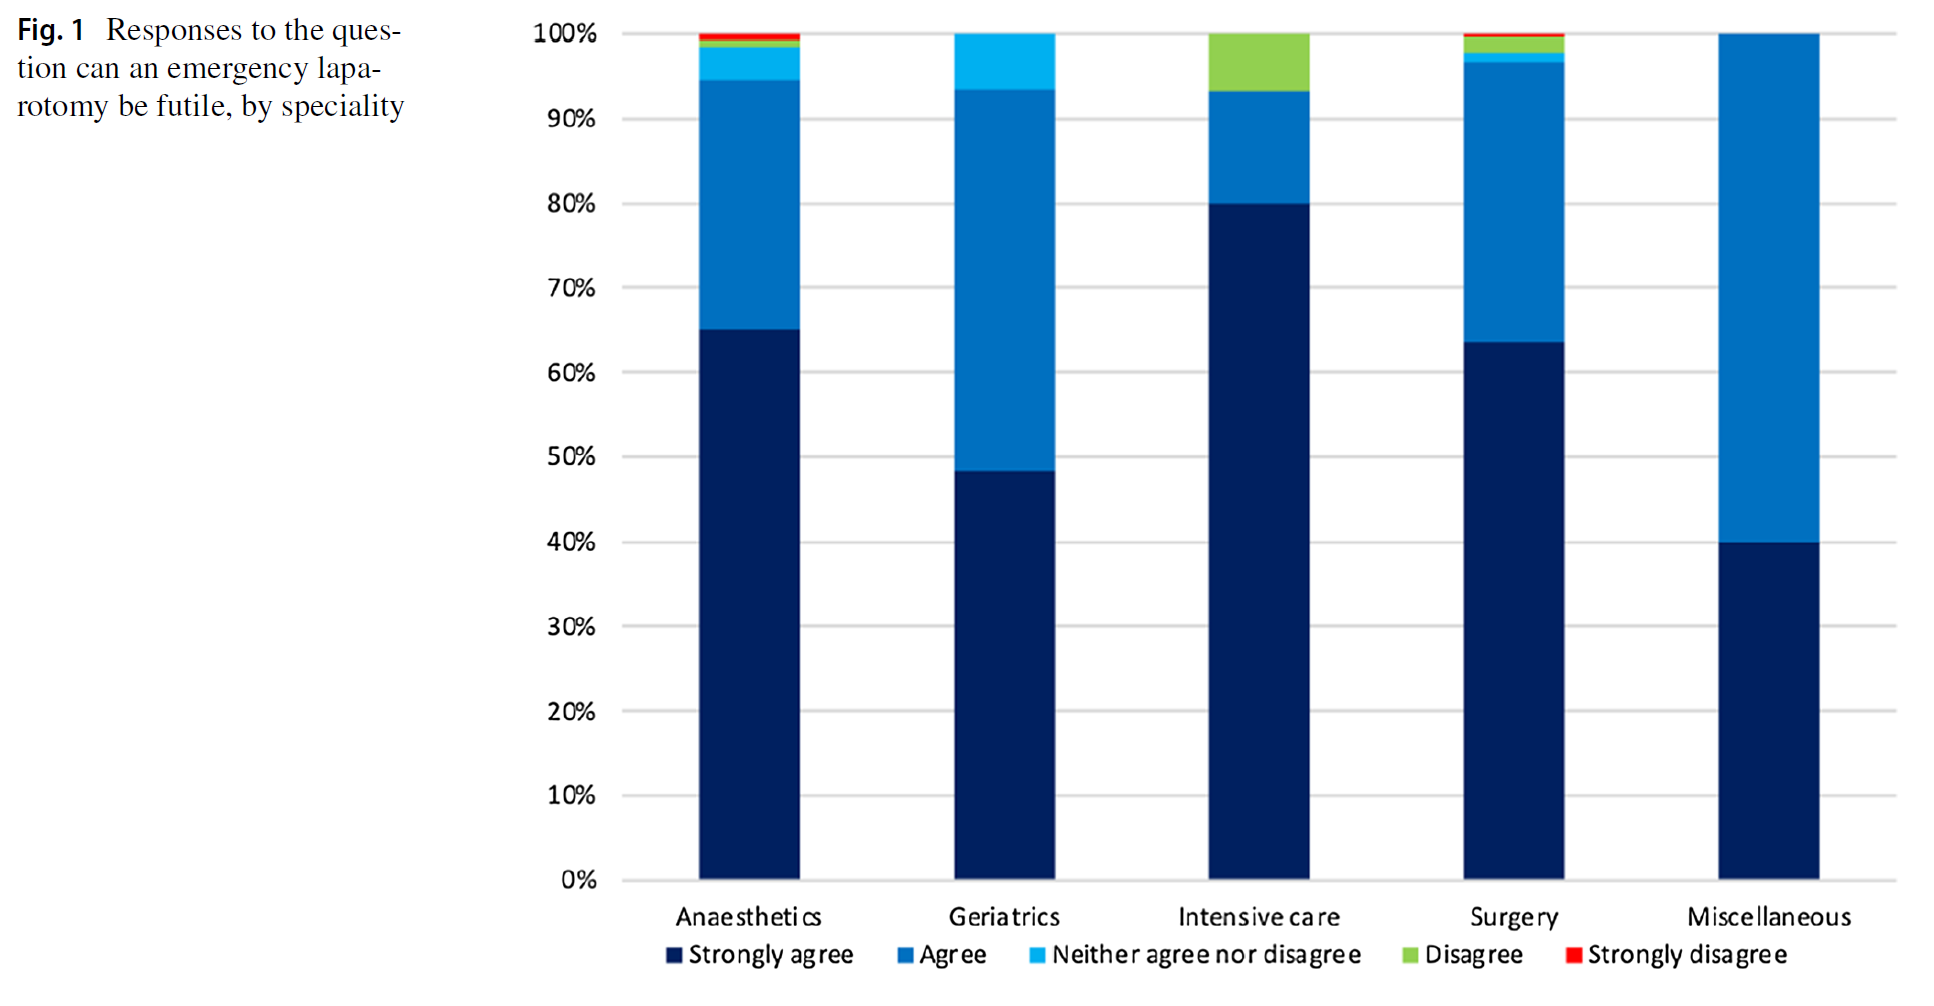 Fig. 1 Responses to the ques-
tion can an emergency lapa-
rotomy be futile, by speciality
100%
90%
80%
70%
60%
50%
40%
30%
20%
10%
0%
Anaesthetics Geriatrics Intensive care Surgery Miscellaneous
Strongly agree Agree Neither agree nor disagree Disagree Strongly disagree